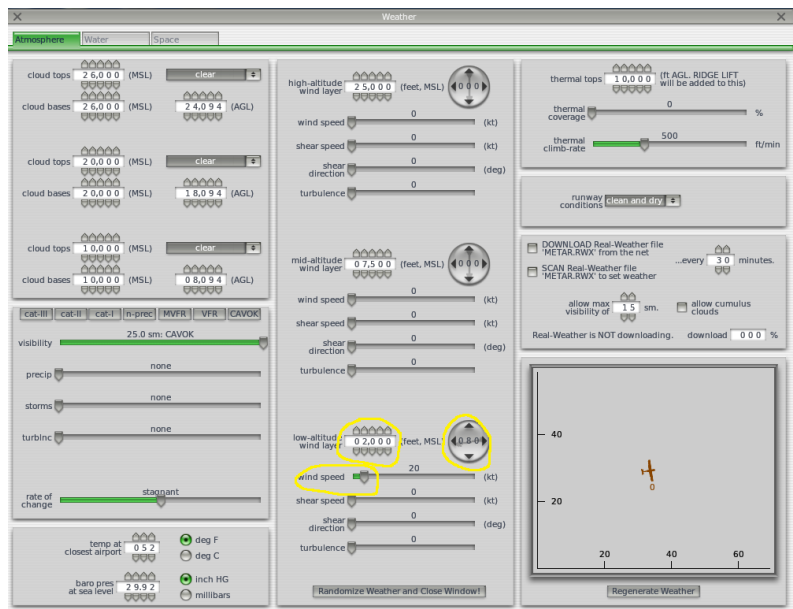 Weather
Atmosphere Water Space
cloud tops 26,000 (MSL) clear
cloud bases 26,000 (MSL) 24,094 (AGL)
cloud tops 20,000 (MSL) clear
cloud bases 20,000 (MSL) 18,094 (AGL)
cloud tops 10,000 (MSL) clear
cloud bases 10,000 (MSL) 08,094 (AGL)
cat-III cat-II cat-I n-prec MVFR VFR CAVOK
25.0 sm: CAVOK
visibility
none
precip
none
storms
none
turbinc
stagnant
rate of
change
temp at
closest airport 052
deg F
deg C
baro pres
at sea level 29.92
inch HG
millibars
high-altitude
wind layer 25,000 (feet, MSL) 000
0
wind speed (kt)
0
shear speed (kt)
0
shear
direction (deg)
0
turbulence
mid-altitude
wind layer 07,500 (feet, MSL) 000
0
wind speed (kt)
0
shear speed (kt)
0
shear
direction (deg)
0
turbulence
low-altitude
wind layer 02,000 (feet, MSL) 080
20
wind speed (kt)
0
shear speed (kt)
0
shear
direction (deg)
0
turbulence
Randomize Weather and Close Window!
thermal tops 10,000 (ft AGL. RIDGE LIFT
will be added to this)
0
thermal
coverage %
500
thermal
climb-rate ft/min
runway
conditions clean and dry
DOWNLOAD Real-Weather file
'METAR.RWX' from the net
SCAN Real-Weather file
'METAR.RWX' to set weather
...every 30 minutes.
allow max
visibility of 15 sm.
allow cumulus
clouds
Real-Weather is NOT downloading. download 000 %
40
20
0
20 40 60
Regenerate Weather